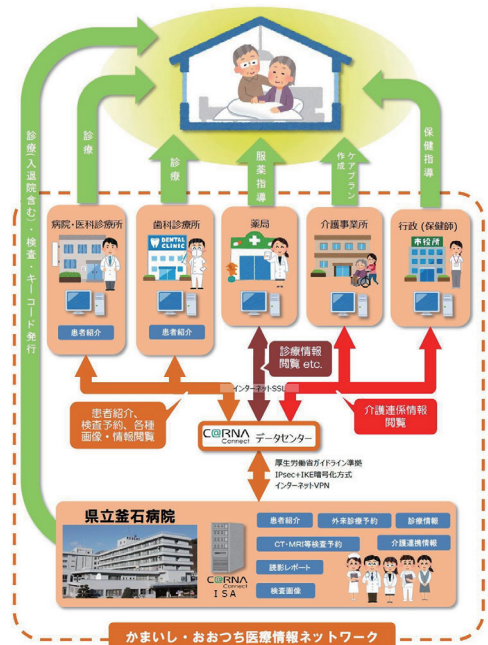 診療(入退院含む)・検査・キーコード発行
診療
診療
服薬指導
ケアプラン
作成
保健指導
病院・医科診療所
患者紹介
歯科診療所
DENTAL
CLINIC
患者紹介
薬局
介護事業所
行政(保健師)
市役所
診療情報
閲覧 etc.
インターネットSSL
患者紹介、
検査予約、各種
画像・情報閲覧
介護連係情報
閲覧
C@RNA
Connect
データセンター
厚生労働省ガイドライン準拠
IPsec+IKE暗号化方式
インターネットVPN
県立釜石病院
C@RNA
Connect
ISA
患者紹介
外来診療予約
診療情報
CT・MRI等検査予約
介護連携情報
読影レポート
検査画像
かまいし・おおつち医療情報ネットワーク